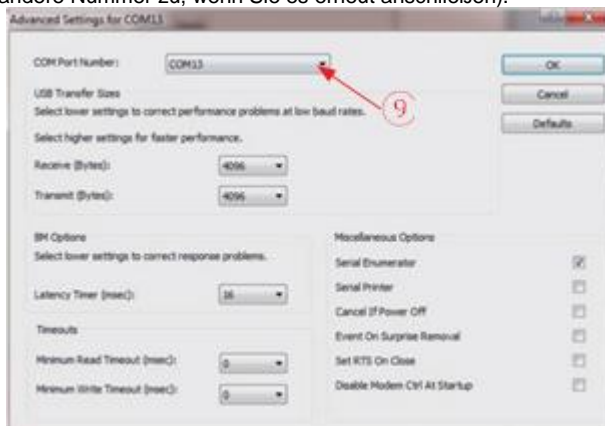 andere Nummer zu, wenn Sie es erneut anschließen).
Advanced Settings for COM13
COM Port Number: COM13
OK
USB Transfer Sizes
Cancel
Select lower settings to correct performance problems at low baud rates.
9
Defaults
Select higher settings for faster performance.
Receive (Bytes): 4096
Transmit (Bytes): 4096
BM Options
Miscellaneous Options
Select lower settings to correct response problems.
Serial Enumerator
Serial Printer
Latency Timer (msec): 16
Cancel If Power Off
Event On Surprise Removal
Timeouts
Set RTS On Close
Minimum Read Timeout (msec): 0
Disable Modem Ctrl At Startup
Minimum Write Timeout (msec): 0